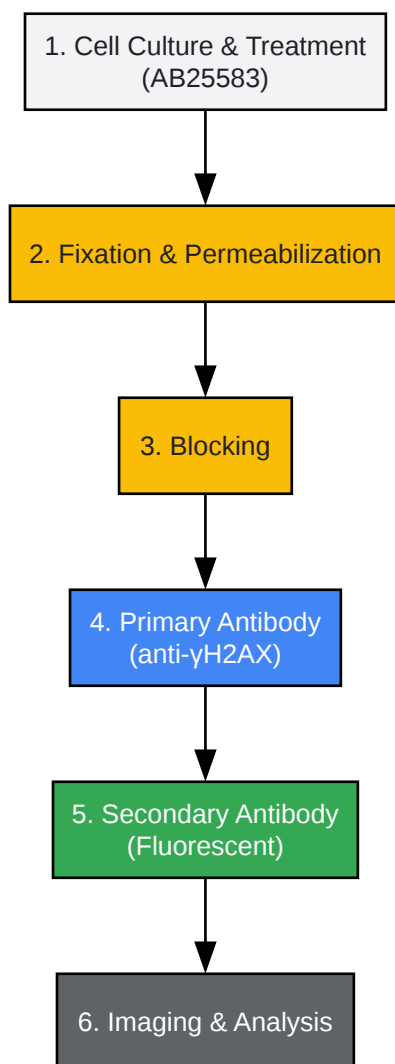 1. Cell Culture & Treatment
(AB25583)
2. Fixation & Permeabilization
3. Blocking
4. Primary Antibody
(anti-γH2AX)
5. Secondary Antibody
(Fluorescent)
6. Imaging & Analysis